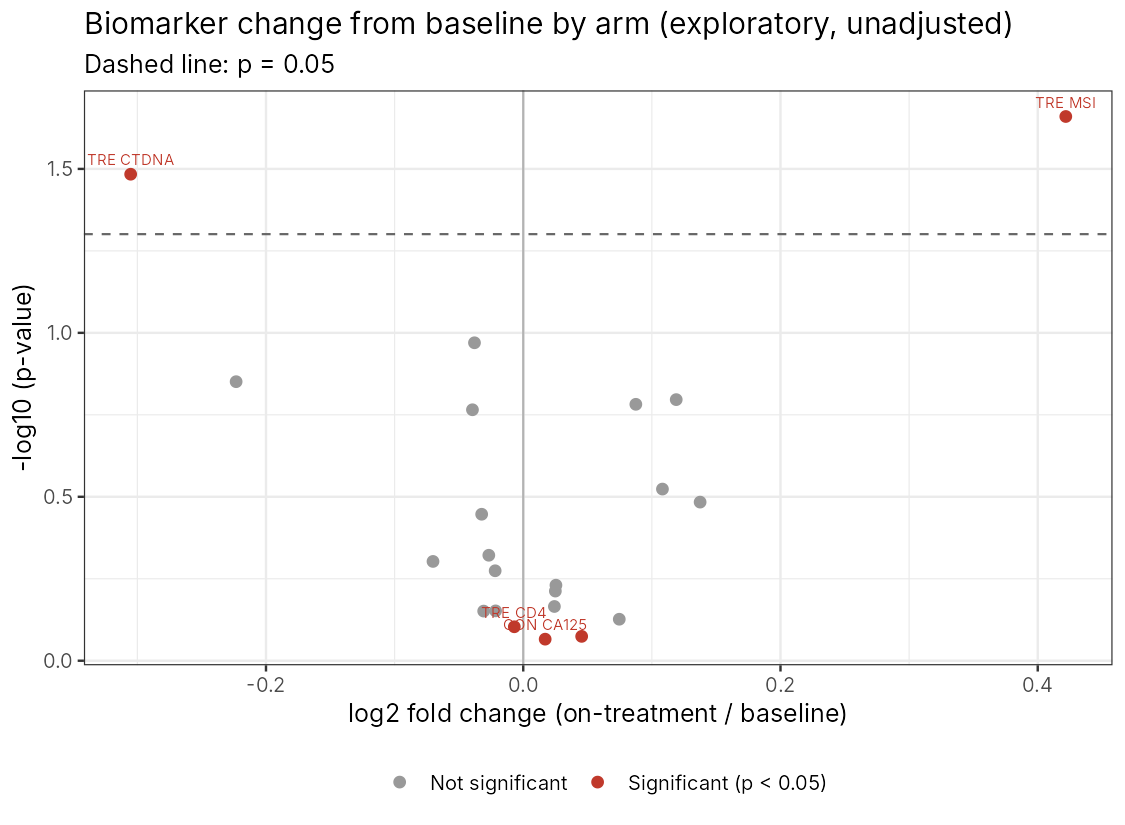 Biomarker change from baseline by arm (exploratory, unadjusted)
Dashed line: p = 0.05
TRE MSI
TRE CTDNA
1.5
1.0
0.5
TRE CD4
CON CA125
0.0
-log10 (p-value)
-0.2 0.0 0.2 0.4
log2 fold change (on-treatment / baseline)
Not significant Significant (p < 0.05)